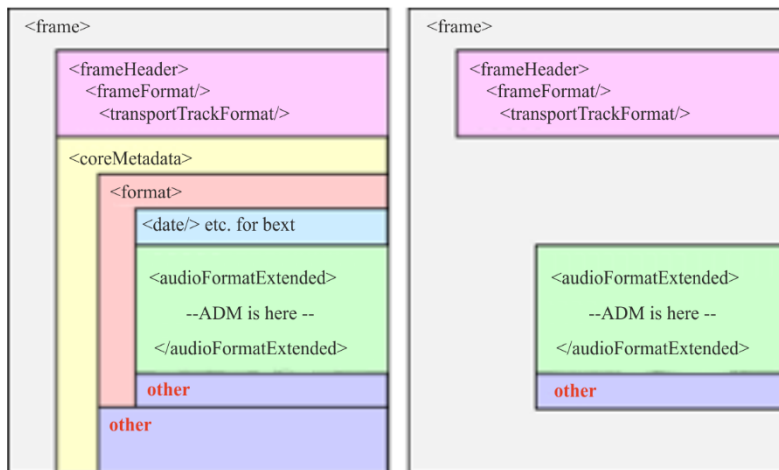 <frame>
<frameHeader>
<frameFormat/>
<transportTrackFormat/>
<coreMetadata>
<format>
<date/> etc. for bext
<audioFormatExtended>
--ADM is here --
</audioFormatExtended>
other
other
<frame>
<frameHeader>
<frameFormat/>
<transportTrackFormat/>
<audioFormatExtended>
--ADM is here --
</audioFormatExtended>
other